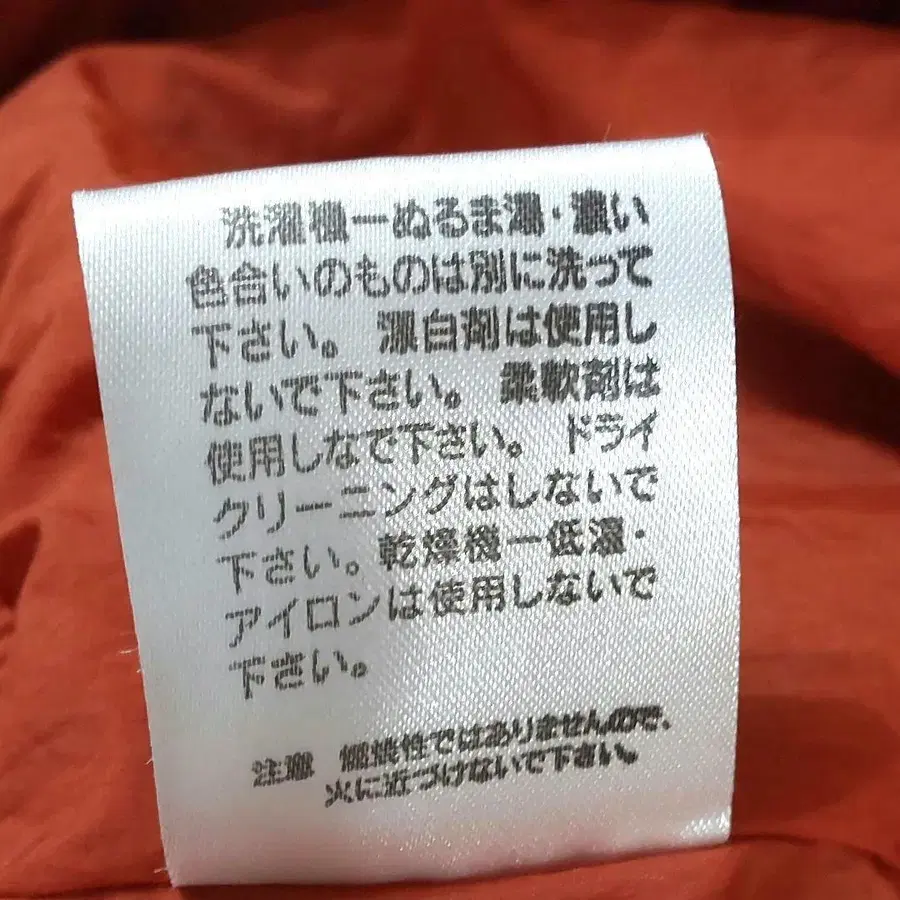 洗濯機ーぬるま湯・濃い
色合いのものは別に洗って
下さい。 漂白剤は使用し
ないで下さい。 柔軟剤は
使用しなで下さい。 ドライ
クリーニングはしないで
下さい。乾燥機ー低温・
アイロンは使用しないで
下さい。
注意 無燃性ではありませんので、
火に近づけないで下さい。